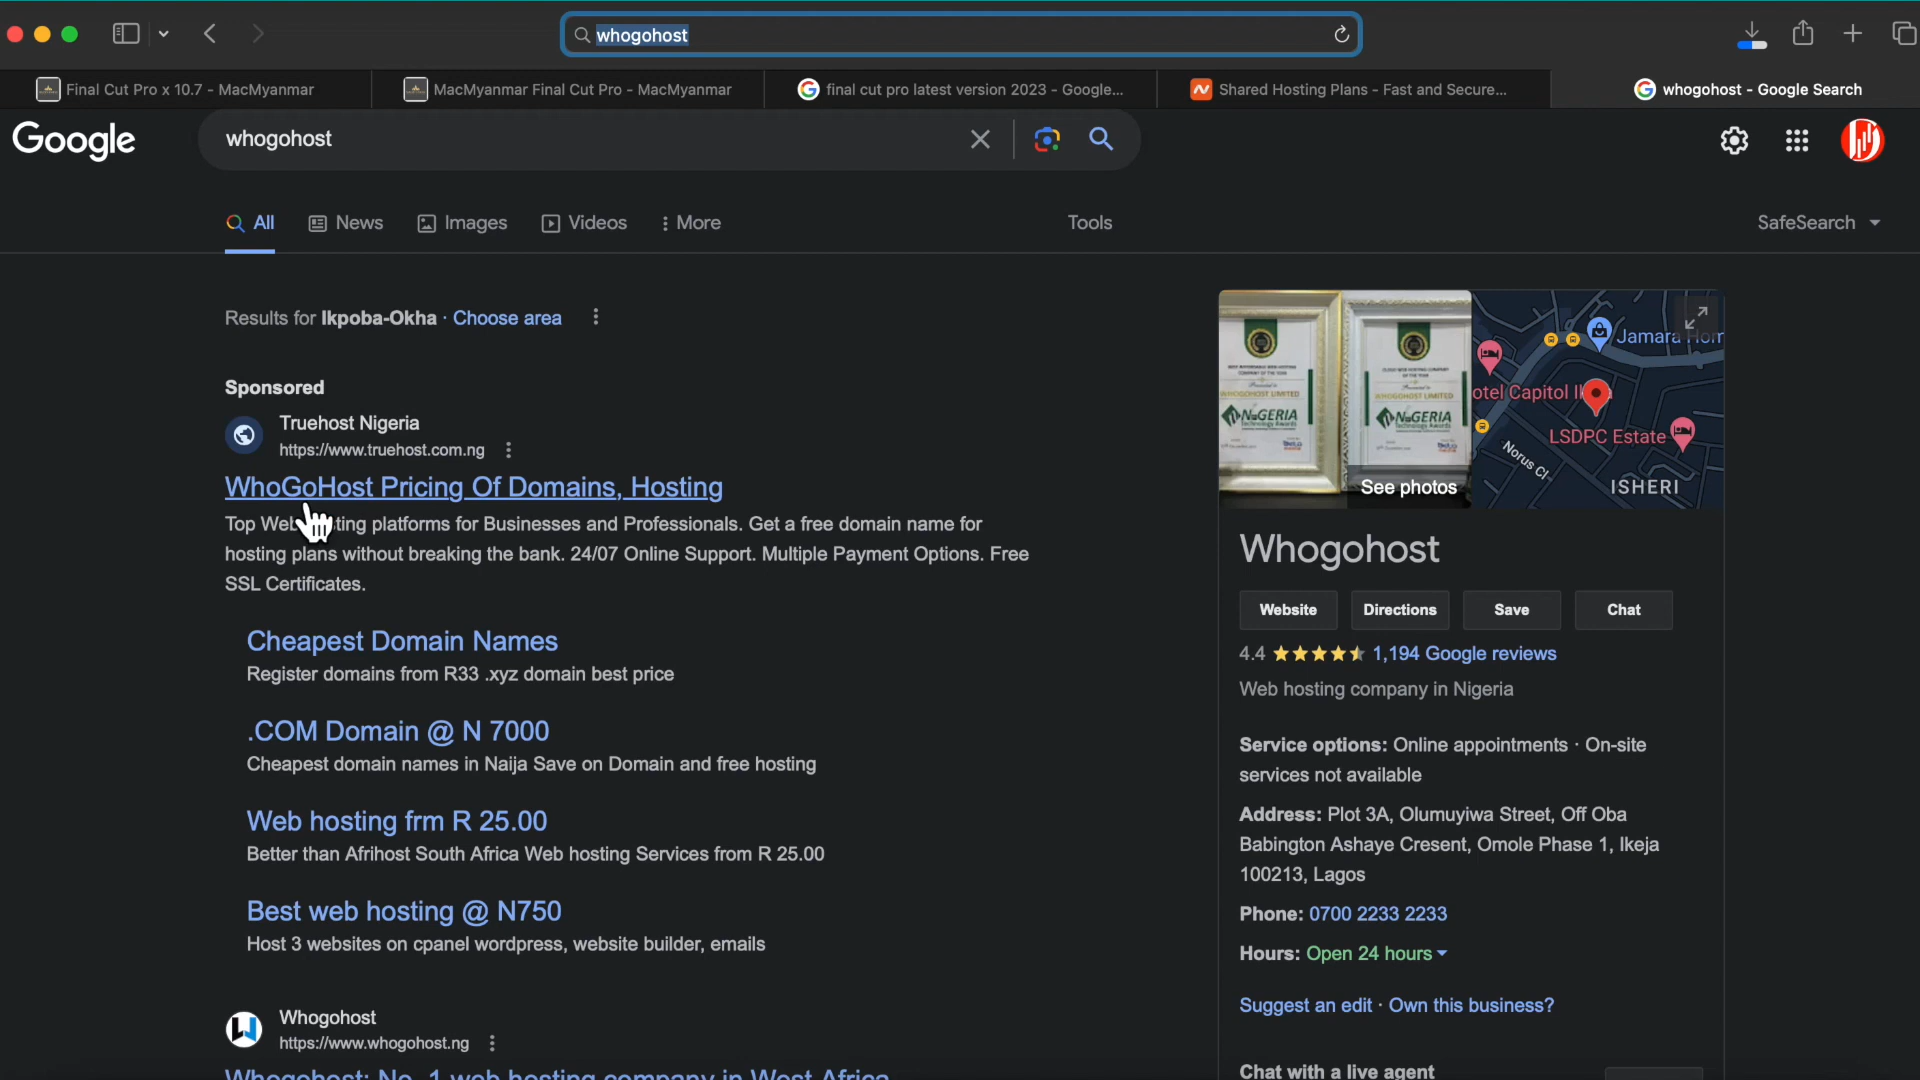 whogohost
Final Cut Pro x 10.7 - MacMyanmar
MacMyanmar Final Cut Pro - MacMyanmar
final cut pro latest version 2023 - Google...
Shared Hosting Plans - Fast and Secure...
whogohost - Google Search
Google
whogohost
All
News
Images
Videos
More
Tools
SafeSearch
Results for Ikpoba-Okha · Choose area
Sponsored
Truehost Nigeria
https://www.truehost.com.ng
WhoGoHost Pricing Of Domains, Hosting
Top Web ting platforms for Businesses and Professionals. Get a free domain name for
hosting plans without breaking the bank. 24/07 Online Support. Multiple Payment Options. Free
SSL Certificates.
Cheapest Domain Names
Register domains from R33 .xyz domain best price
.COM Domain @ N 7000
Cheapest domain names in Naija Save on Domain and free hosting
Web hosting frm R 25.00
Better than Afrihost South Africa Web hosting Services from R 25.00
Best web hosting @ N750
Host 3 websites on cpanel wordpress, website builder, emails
Whogohost
https://www.whogohost.ng
Whogohost: No. 1 web hosting company in West Africa
WHOGOHOST LIMITED
NIGERIA
WHOGOHOST LIMITED
NIGERIA
Technology Awards
See photos
Jamara Hom
otel Capitol Ik
LSDPC Estate
Norus Cl
ISHERI
Whogohost
Website
Directions
Save
Chat
4.4
1,194 Google reviews
Web hosting company in Nigeria
Service options: Online appointments · On-site
services not available
Address: Plot 3A, Olumuyiwa Street, Off Oba
Babington Ashaye Cresent, Omole Phase 1, Ikeja
100213, Lagos
Phone: 0700 2233 2233
Hours: Open 24 hours
Suggest an edit · Own this business?
Chat with a live agent